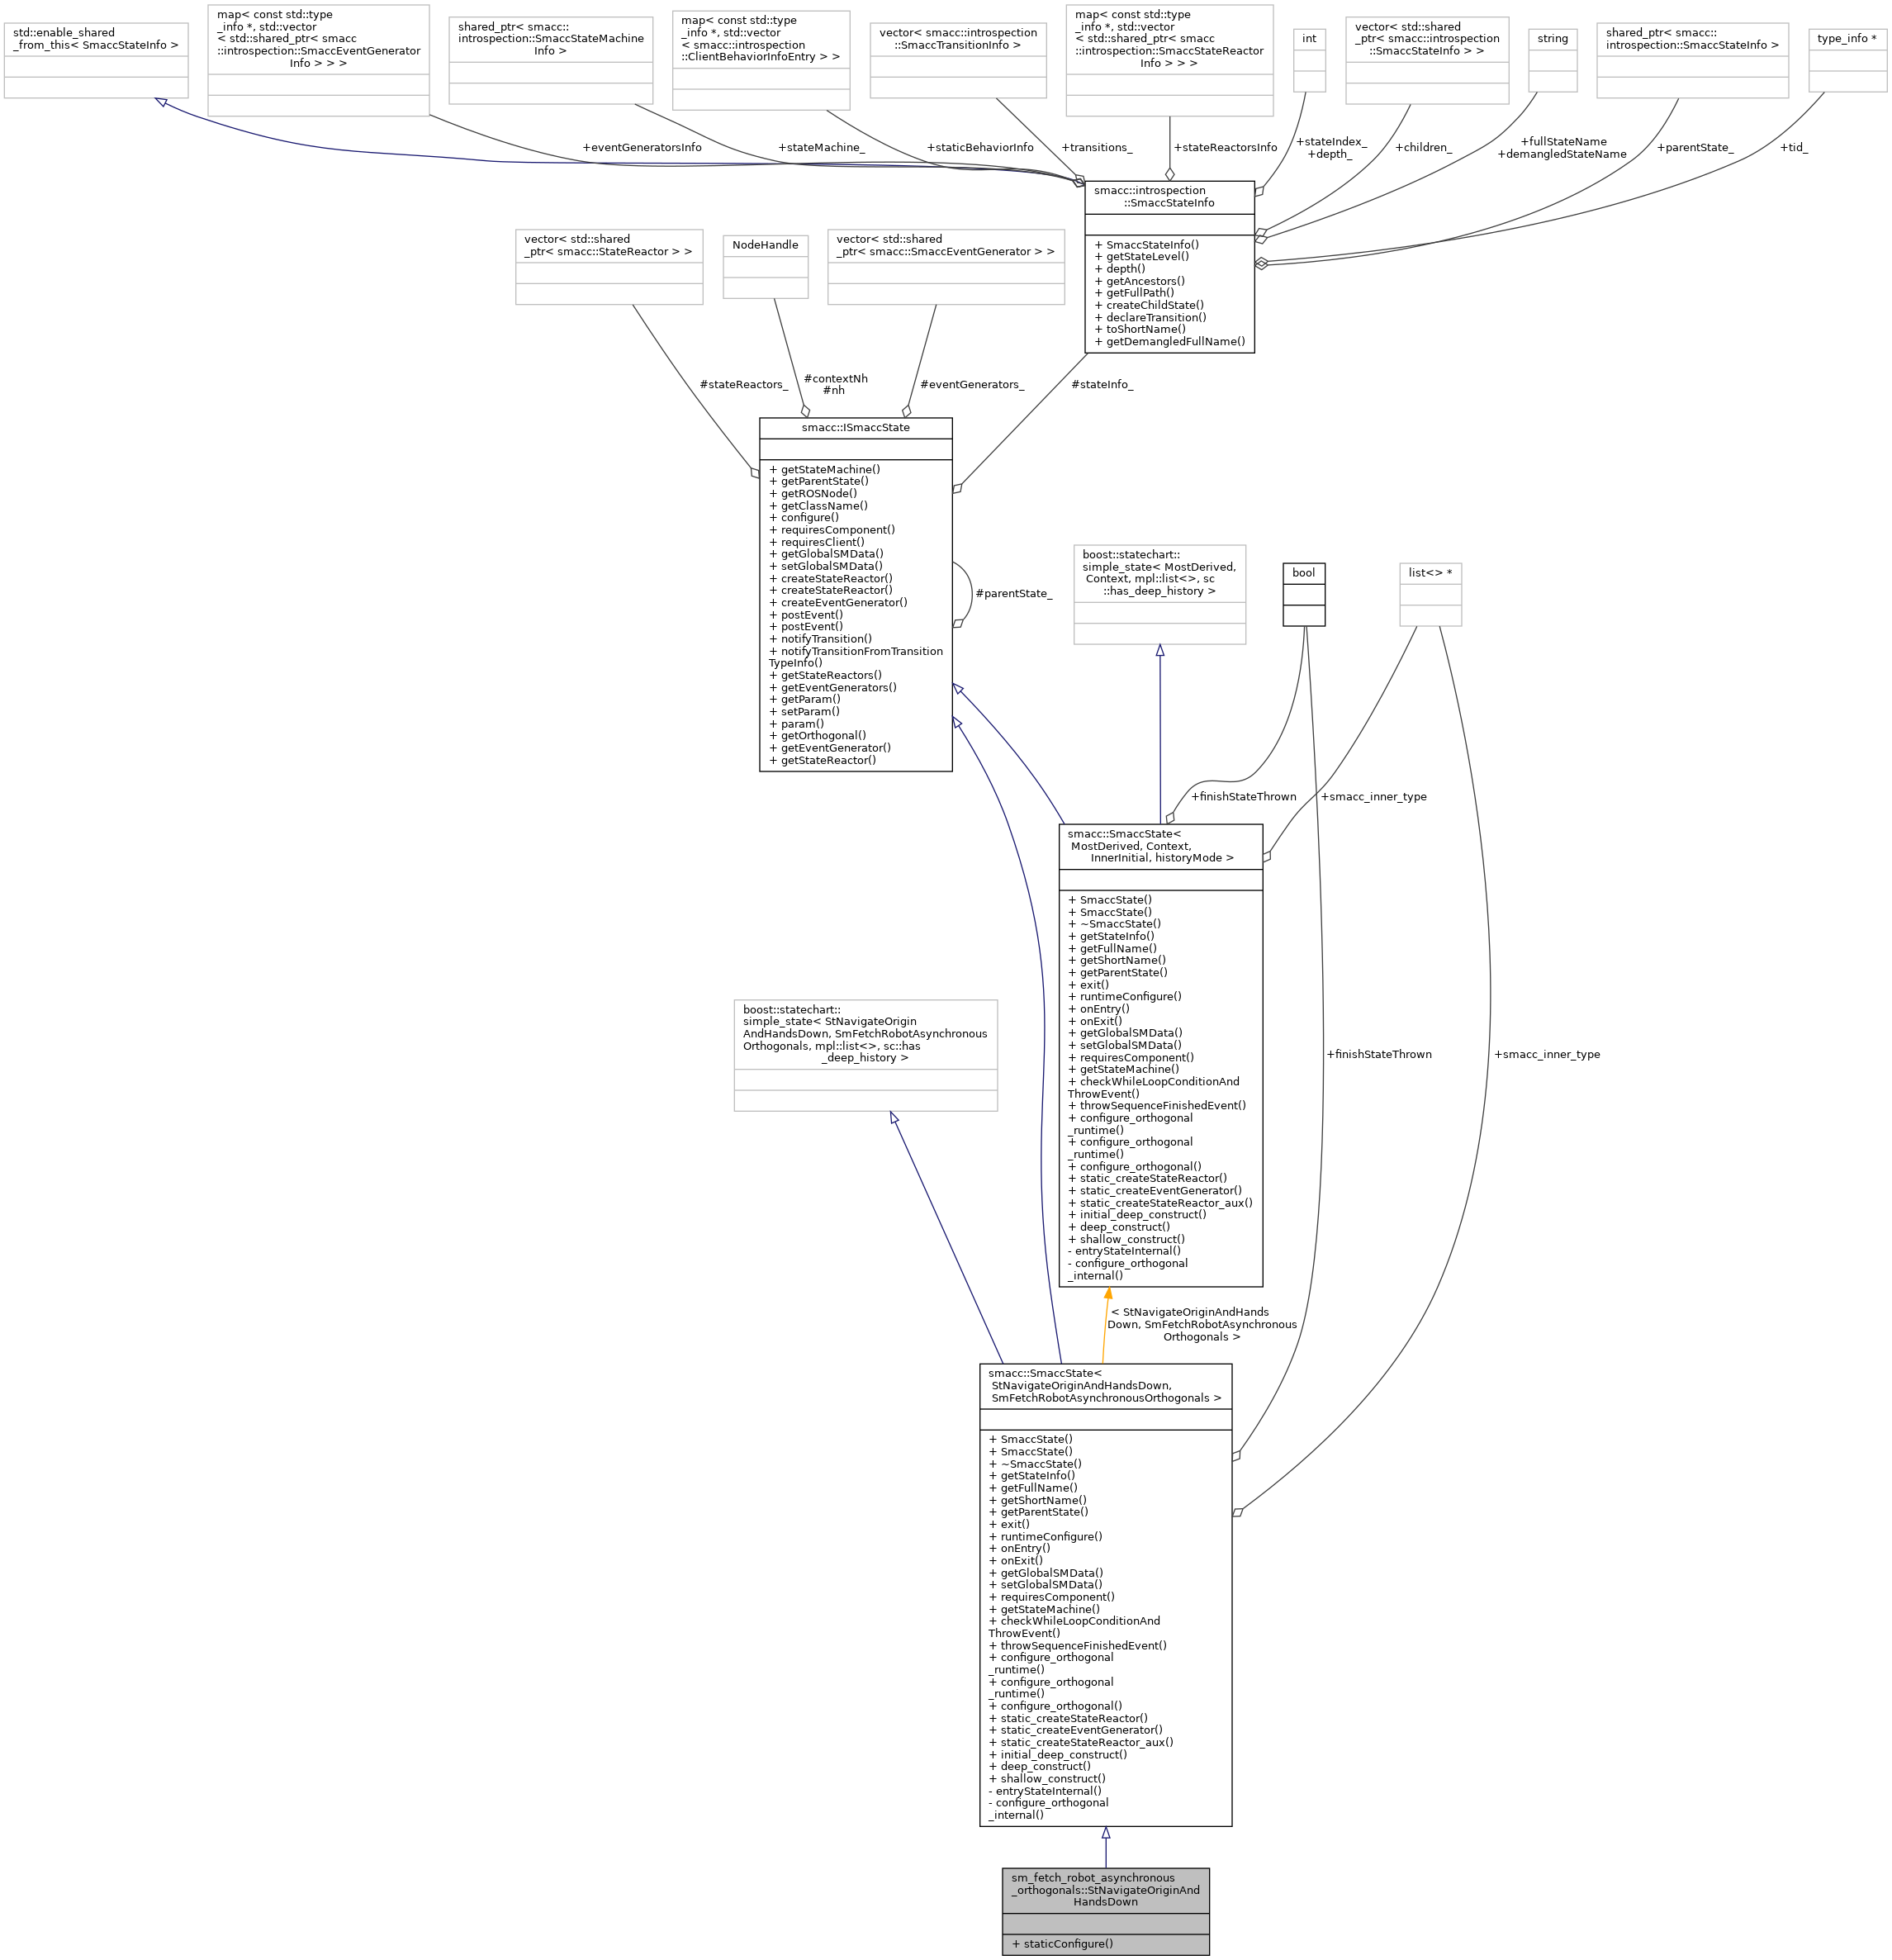 std::enable_shared
_from_this< SmaccStateInfo >
map< const std::type
_info *, std::vector
< std::shared_ptr< smacc
::introspection::SmaccEventGenerator
Info > > >
shared_ptr< smacc::
introspection::SmaccStateMachine
Info >
map< const std::type
_info *, std::vector
< smacc::introspection
::ClientBehaviorInfoEntry > >
vector< smacc::introspection
::SmaccTransitionInfo >
map< const std::type
_info *, std::vector
< std::shared_ptr< smacc
::introspection::SmaccStateReactor
Info > > >
int
vector< std::shared
_ptr< smacc::introspection
::SmaccStateInfo > >
string
shared_ptr< smacc::
introspection::SmaccStateInfo >
type_info *
+eventGeneratorsInfo
+stateMachine_
+staticBehaviorInfo
+transitions_
+stateReactorsInfo
+stateIndex_
+depth_
+children_
+fullStateName
+demangledStateName
+parentState_
+tid_
smacc::introspection
::SmaccStateInfo
+ SmaccStateInfo()
+ getStateLevel()
+ depth()
+ getAncestors()
+ getFullPath()
+ createChildState()
+ declareTransition()
+ toShortName()
+ getDemangledFullName()
vector< std::shared
_ptr< smacc::StateReactor > >
NodeHandle
vector< std::shared
_ptr< smacc::SmaccEventGenerator > >
#stateReactors_
#contextNh
#nh
#eventGenerators_
#stateInfo_
smacc::ISmaccState
+ getStateMachine()
+ getParentState()
+ getROSNode()
+ getClassName()
+ configure()
+ requiresComponent()
+ requiresClient()
+ getGlobalSMData()
+ setGlobalSMData()
+ createStateReactor()
+ createStateReactor()
+ createEventGenerator()
+ postEvent()
+ postEvent()
+ notifyTransition()
+ notifyTransitionFromTransition
TypeInfo()
+ getStateReactors()
+ getEventGenerators()
+ getParam()
+ setParam()
+ param()
+ getOrthogonal()
+ getEventGenerator()
+ getStateReactor()
#parentState_
boost::statechart::
simple_state< MostDerived,
Context, mpl::list<>, sc
::has_deep_history >
bool
list<> *
+finishStateThrown
+smacc_inner_type
smacc::SmaccState<
MostDerived, Context,
InnerInitial, historyMode >
+ SmaccState()
+ SmaccState()
+ ~SmaccState()
+ getStateInfo()
+ getFullName()
+ getShortName()
+ getParentState()
+ exit()
+ runtimeConfigure()
+ onEntry()
+ onExit()
+ getGlobalSMData()
+ setGlobalSMData()
+ requiresComponent()
+ getStateMachine()
+ checkWhileLoopConditionAnd
ThrowEvent()
+ throwSequenceFinishedEvent()
+ configure_orthogonal
_runtime()
+ configure_orthogonal
_runtime()
+ configure_orthogonal()
+ static_createStateReactor()
+ static_createEventGenerator()
+ static_createStateReactor_aux()
+ initial_deep_construct()
+ deep_construct()
+ shallow_construct()
- entryStateInternal()
- configure_orthogonal
_internal()
boost::statechart::
simple_state< StNavigateOrigin
AndHandsDown, SmFetchRobotAsynchronous
Orthogonals, mpl::list<>, sc::has
_deep_history >
+finishStateThrown
+smacc_inner_type
< StNavigateOriginAndHands
Down, SmFetchRobotAsynchronous
Orthogonals >
smacc::SmaccState<
StNavigateOriginAndHandsDown,
SmFetchRobotAsynchronousOrthogonals >
+ SmaccState()
+ SmaccState()
+ ~SmaccState()
+ getStateInfo()
+ getFullName()
+ getShortName()
+ getParentState()
+ exit()
+ runtimeConfigure()
+ onEntry()
+ onExit()
+ getGlobalSMData()
+ setGlobalSMData()
+ requiresComponent()
+ getStateMachine()
+ checkWhileLoopConditionAnd
ThrowEvent()
+ throwSequenceFinishedEvent()
+ configure_orthogonal
_runtime()
+ configure_orthogonal
_runtime()
+ configure_orthogonal()
+ static_createStateReactor()
+ static_createEventGenerator()
+ static_createStateReactor_aux()
+ initial_deep_construct()
+ deep_construct()
+ shallow_construct()
- entryStateInternal()
- configure_orthogonal
_internal()
sm_fetch_robot_asynchronous
_orthogonals::StNavigateOriginAnd
HandsDown
+ staticConfigure()